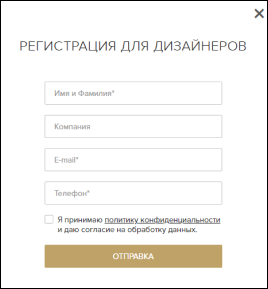 РЕГИСТРАЦИЯ ДЛЯ ДИЗАЙНЕРОВ
Имя и Фамилия*
Компания
E-mail*
Телефон*
Я принимаю политику конфиденциальности
и даю согласие на обработку данных.
ОТПРАВКА